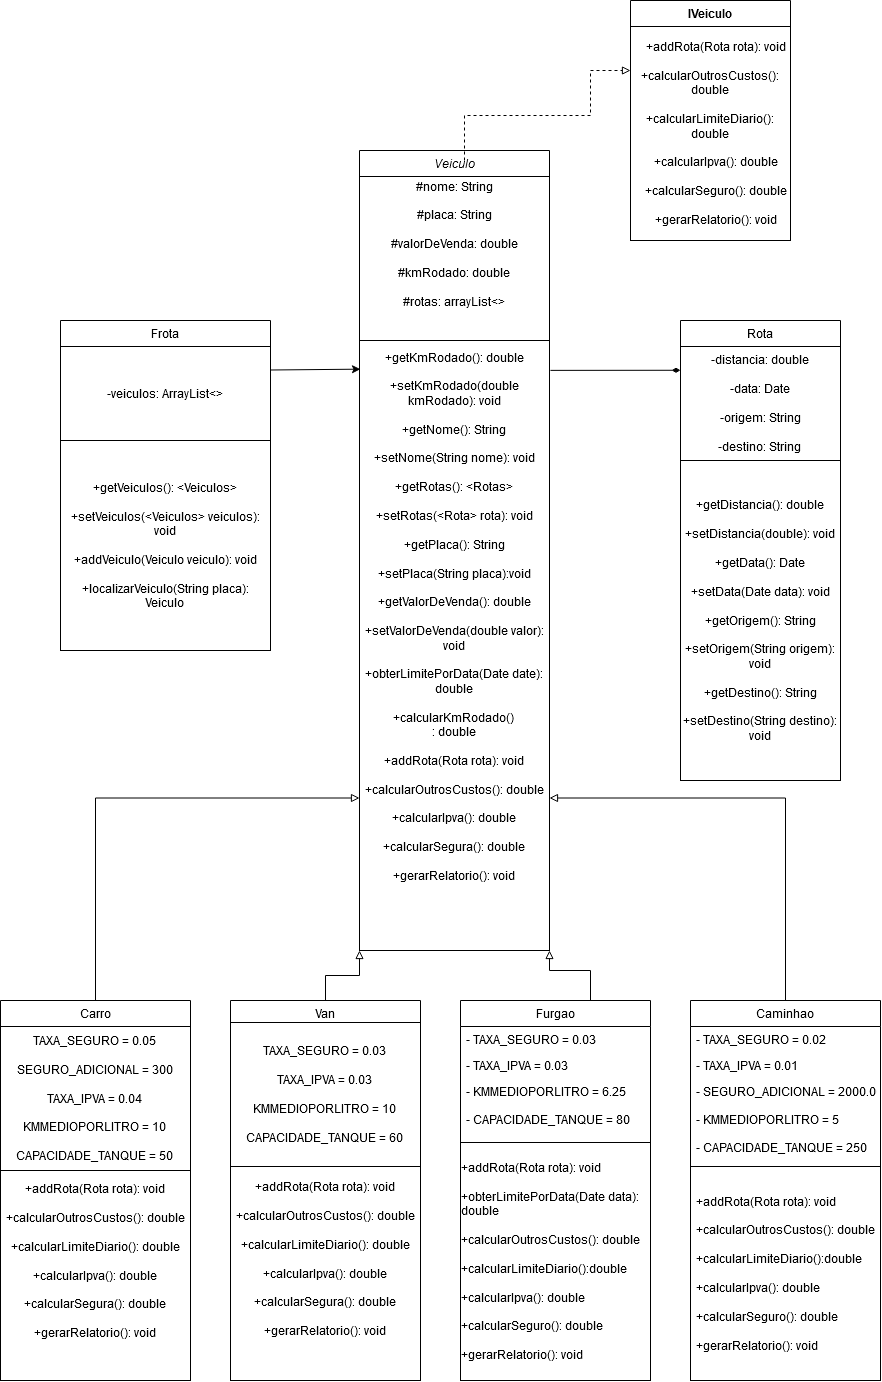 IVeiculo
+addRota(Rota rota): void
+calcularOutrosCustos():
double
+calcularLimiteDiario():
double
+calcularIpva(): double
+calcularSeguro(): double
+gerarRelatorio(): void
Veiculo
#nome: String
#placa: String
#valorDeVenda: double
#kmRodado: double
#rotas: arrayList<>
+getKmRodado(): double
+setKmRodado(double
kmRodado): void
+getNome(): String
+setNome(String nome): void
+getRotas(): <Rotas>
+setRotas(<Rota> rota): void
+getPlaca(): String
+setPlaca(String placa):void
+getValorDeVenda(): double
+setValorDeVenda(double valor):
void
+obterLimitePorData(Date date):
double
+calcularKmRodado()
: double
+addRota(Rota rota): void
+calcularOutrosCustos(): double
+calcularIpva(): double
+calcularSegura(): double
+gerarRelatorio(): void
Frota
-veiculos: ArrayList<>
+getVeiculos(): <Veiculos>
+setVeiculos(<Veiculos> veiculos):
void
+addVeiculo(Veiculo veiculo): void
+localizarVeiculo(String placa):
Veiculo
Rota
-distancia: double
-data: Date
-origem: String
-destino: String
+getDistancia(): double
+setDistancia(double): void
+getData(): Date
+setData(Date data): void
+getOrigem(): String
+setOrigem(String origem):
void
+getDestino(): String
+setDestino(String destino):
void
Carro
TAXA_SEGURO = 0.05
SEGURO_ADICIONAL = 300
TAXA_IPVA = 0.04
KMMEDIOPORLITRO = 10
CAPACIDADE_TANQUE = 50
+addRota(Rota rota): void
+calcularOutrosCustos(): double
+calcularLimiteDiario(): double
+calcularIpva(): double
+calcularSegura(): double
+gerarRelatorio(): void
Van
TAXA_SEGURO = 0.03
TAXA_IPVA = 0.03
KMMEDIOPORLITRO = 10
CAPACIDADE_TANQUE = 60
+addRota(Rota rota): void
+calcularOutrosCustos(): double
+calcularLimiteDiario(): double
+calcularIpva(): double
+calcularSegura(): double
+gerarRelatorio(): void
Furgao
- TAXA_SEGURO = 0.03
- TAXA_IPVA = 0.03
- KMMEDIOPORLITRO = 6.25
- CAPACIDADE_TANQUE = 80
+addRota(Rota rota): void
+obterLimitePorData(Date data):
double
+calcularOutrosCustos(): double
+calcularLimiteDiario():double
+calcularIpva(): double
+calcularSeguro(): double
+gerarRelatorio(): void
Caminhao
- TAXA_SEGURO = 0.02
- TAXA_IPVA = 0.01
- SEGURO_ADICIONAL = 2000.0
- KMMEDIOPORLITRO = 5
- CAPACIDADE_TANQUE = 250
+addRota(Rota rota): void
+calcularOutrosCustos(): double
+calcularLimiteDiario():double
+calcularIpva(): double
+calcularSeguro(): double
+gerarRelatorio(): void